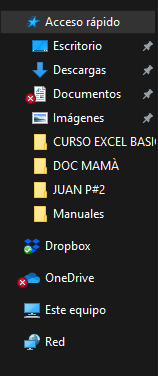 Acceso rápido
Escritorio
Descargas
Documentos
Imágenes
CURSO EXCEL BASIC
DOC MAMÀ
JUAN P#2
Manuales
Dropbox
OneDrive
Este equipo
Red